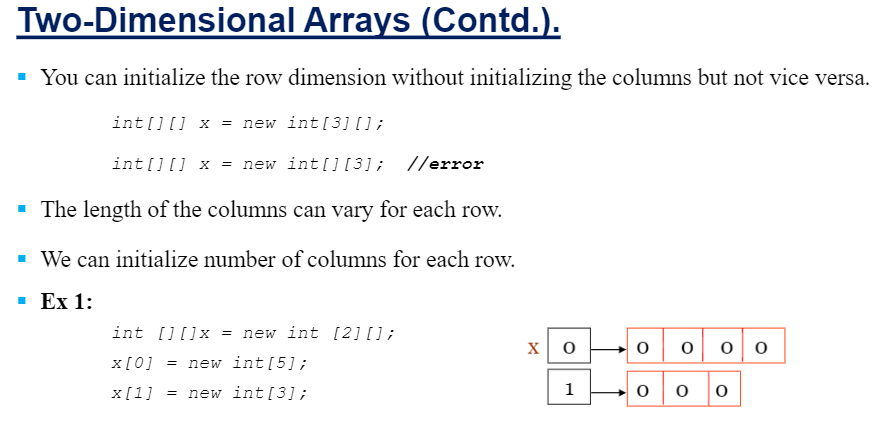 Two-Dimensional Arrays (Contd.).
▪ You can initialize the row dimension without initializing the columns but not vice versa.
int[][] x = new int[3][];
int[][] x = new int[][3]; //error
▪ The length of the columns can vary for each row.
▪ We can initialize number of columns for each row.
▪ Ex 1:
int [][]x = new int [2][];
x[0] = new int[5];
x[1] = new int[3];
x 0 0 0 0 0
1 0 0 0